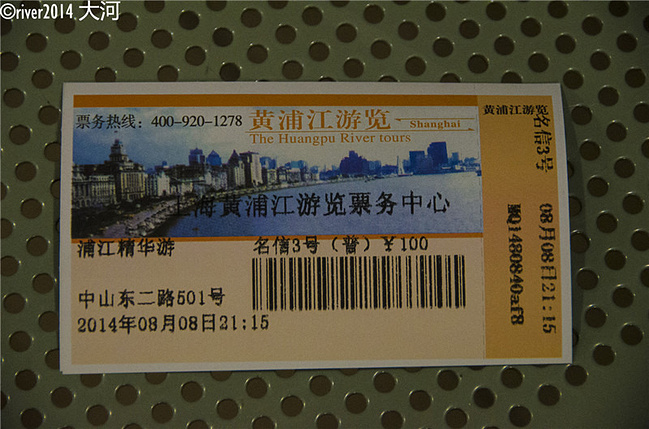 ©river2014 大河
票务热线：400-920-1278
黄浦江游览
Shanghai
The Huangpu River tours
上海黄浦江游览票务中心
浦江精华游
名信3号（普）¥100
中山东二路501号
2014年08月08日21:15
黄浦江游览
名信3号
08月08日21:15
MQ1480840af8